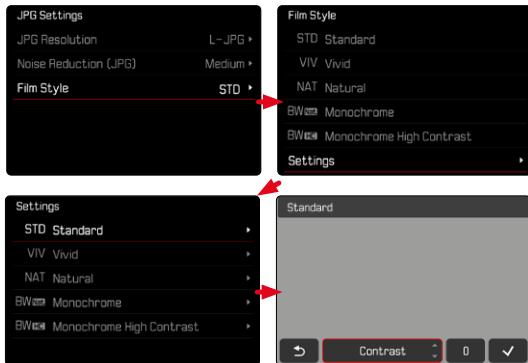 JPG Settings
JPG Resolution L-JPG
Noise Reduction (JPG) Medium
Film Style STD
Film Style
STD Standard
VIV Vivid
NAT Natural
BW Monochrome
BW Monochrome High Contrast
Settings
Settings
STD Standard
VIV Vivid
NAT Natural
BW Monochrome
BW Monochrome High Contrast
Standard
Contrast 0